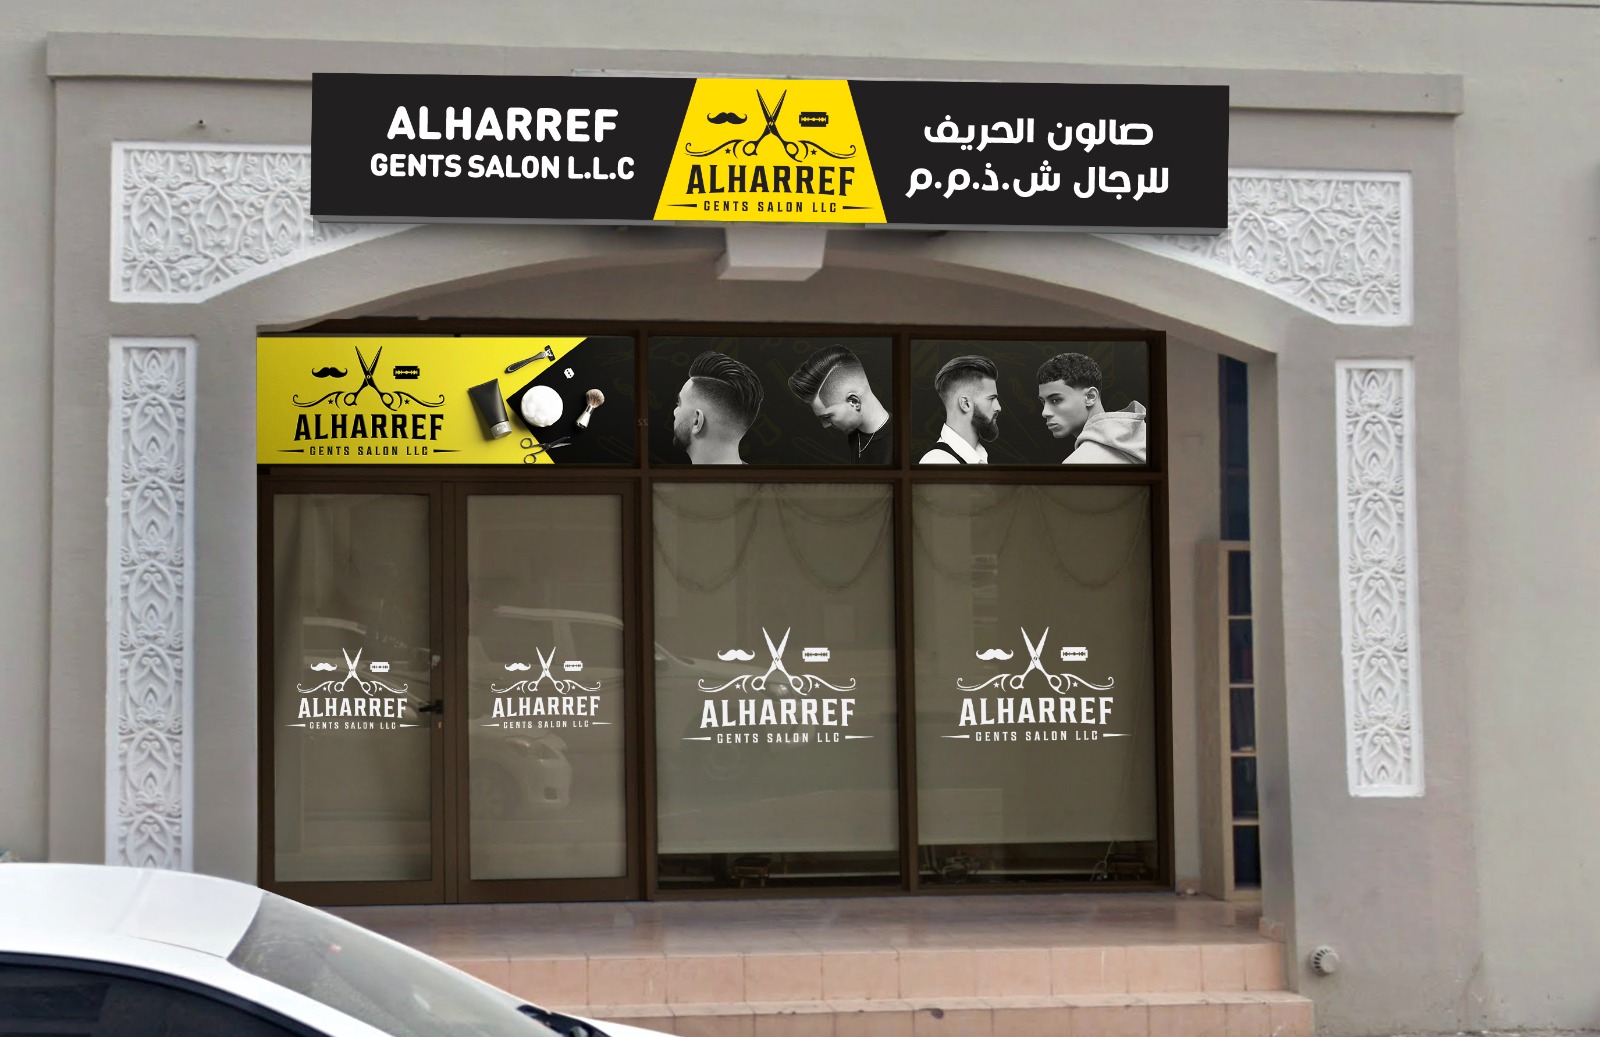 ALHARREF
GENTS SALON L.L.C
ALHARREF
GENTS SALON LLC
صالون الحريف
للرجال ش.ذ.م.م
ALHARREF
GENTS SALON LLC
ALHARREF
GENTS SALON LLC
ALHARREF
GENTS SALON LLC
ALHARREF
GENTS SALON LLC
ALHARREF
GENTS SALON LLC